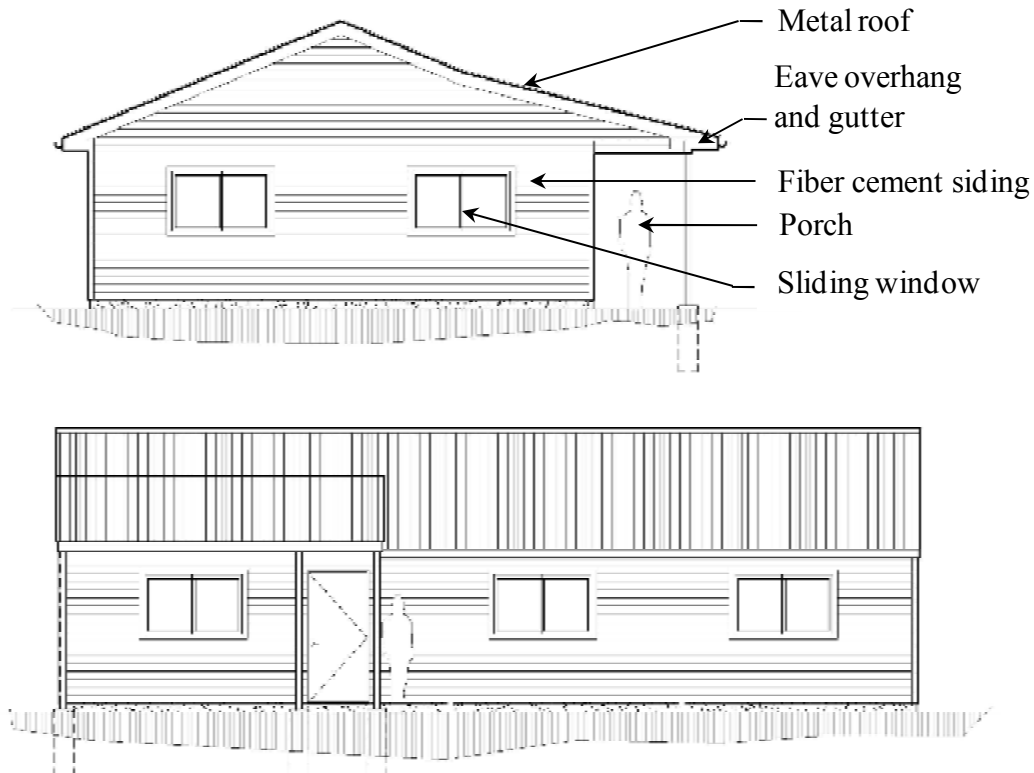 Metal roof
Eave overhang
and gutter
Fiber cement siding
Porch
Sliding window